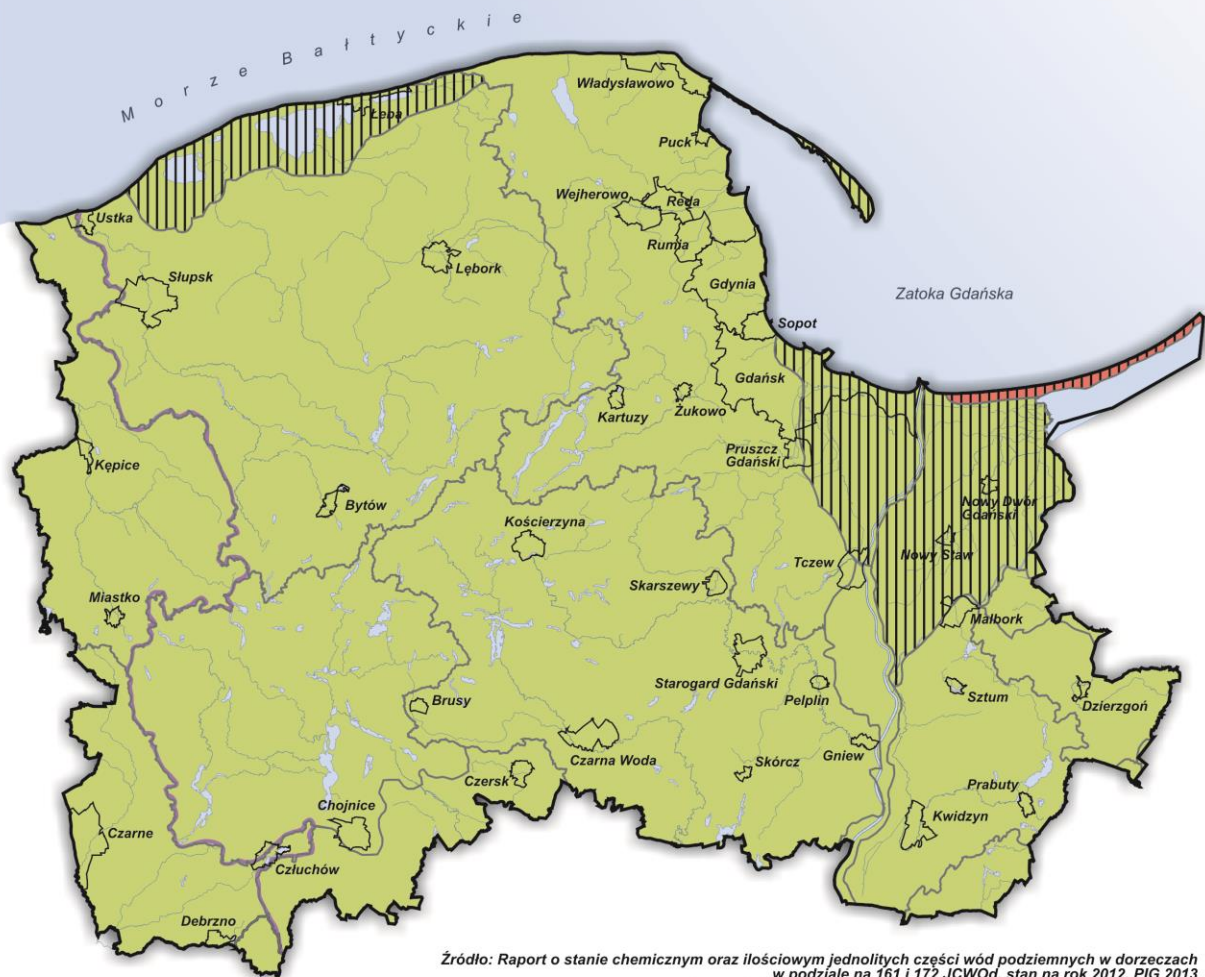 Morze Bałtyckie
Władysławowo
Łeba
Puck
Wejherowo
Reda
Ustka
Rumia
Lębork
Słupsk
Gdynia
Zatoka Gdańska
Sopot
Gdańsk
Kartuzy
Żukowo
Pruszcz
Gdański
Kępice
Bytów
Nowy Dwór
Gdański
Kościerzyna
Nowy Staw
Tczew
Skarszewy
Miastko
Malbork
Starogard Gdański
Pelplin
Sztum
Dzierzgoń
Brusy
Czarna Woda
Gniew
Skórcz
Czersk
Prabuty
Chojnice
Kwidzyn
Czarne
Człuchów
Debrzno
Źródło: Raport o stanie chemicznym oraz ilościowym jednolitych części wód podziemnych w dorzeczach
w podziale na 161 i 172 JCWPd, stan na rok 2012, PIG 2013